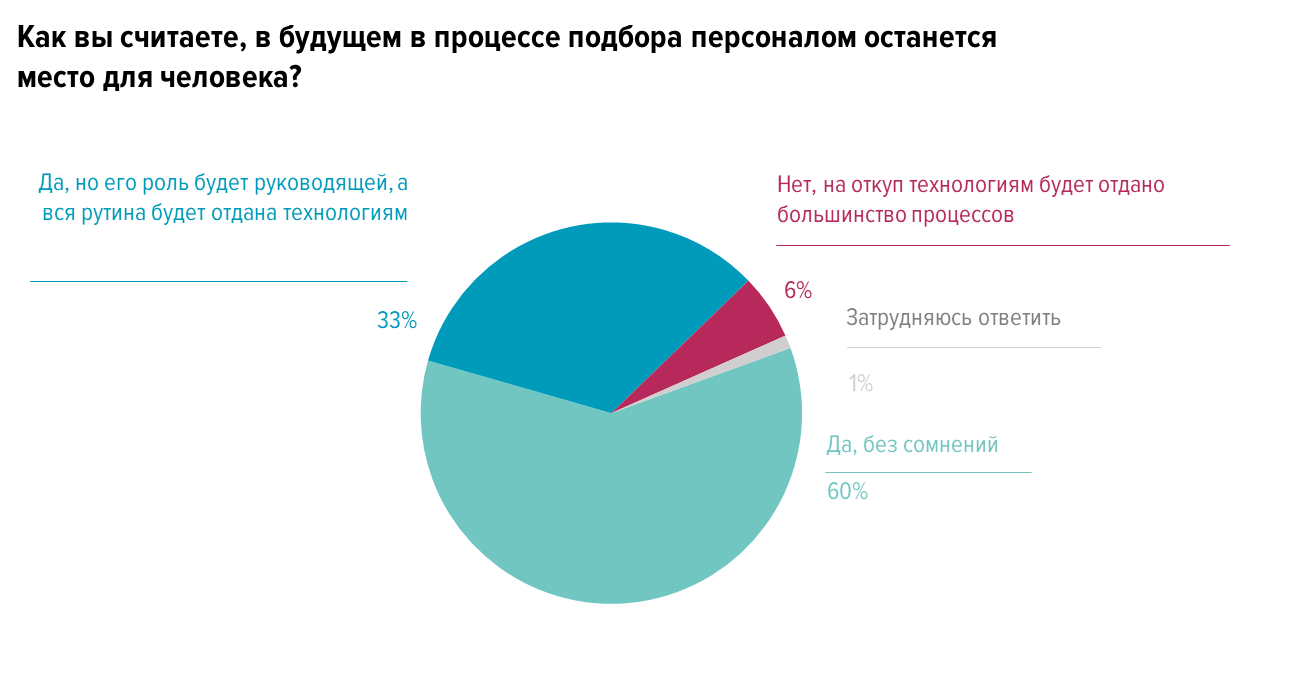 Как вы считаете, в будущем в процессе подбора персоналом останется
место для человека?
Да, но его роль будет руководящей, а
вся рутина будет отдана технологиям
33%
Нет, на откуп технологиям будет отдано
большинство процессов
6%
Затрудняюсь ответить
1%
Да, без сомнений
60%